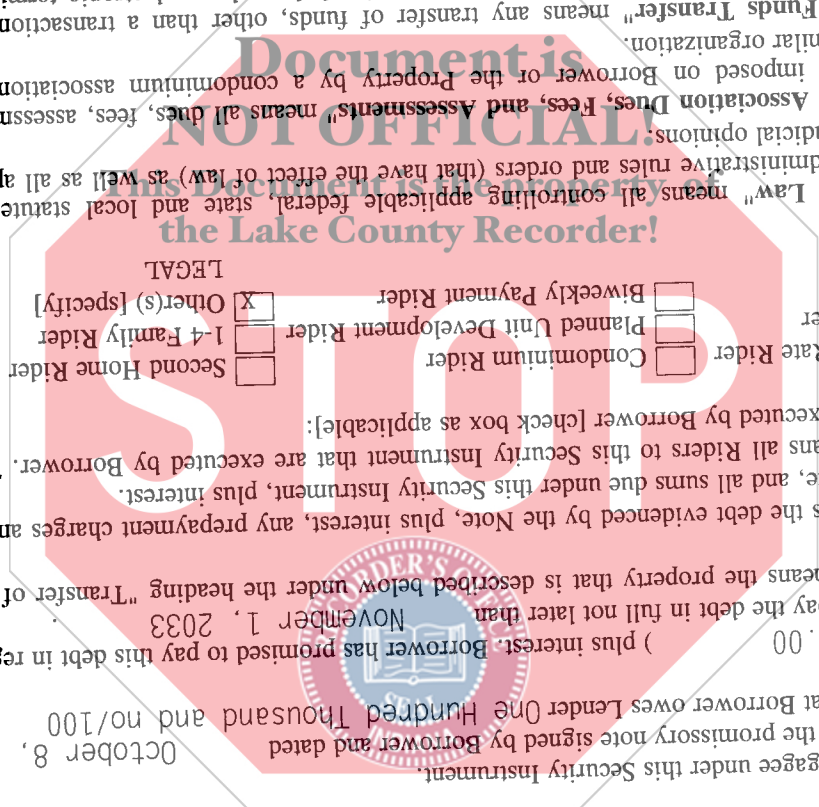 Document is
NOT OFFICIAL!
This Document is the property of
the Lake County Recorder!
STOP
RECORDER'S OFFICE
SEAL
INDIANA
gagee under this Security Instrument.
the promissory note signed by Borrower and dated October 8,
at Borrower owes Lender One Hundred Thousand and no/100
.00 ) plus interest. Borrower has promised to pay this debt in reg
ay the debt in full not later than November 1, 2033 .
means the property that is described below under the heading "Transfer of
s the debt evidenced by the Note, plus interest, any prepayment charges an
e, and all sums due under this Security Instrument, plus interest.
ans all Riders to this Security Instrument that are executed by Borrower.
executed by Borrower [check box as applicable]:
Rate Rider Condominium Rider Second Home Rider
er Planned Unit Development Rider 1-4 Family Rider
Biweekly Payment Rider X Other(s) [specify]
LEGAL
Law" means all controlling applicable federal, state and local statute
dministrative rules and orders (that have the effect of law) as well as all ap
udicial opinions.
Association Dues, Fees, and Assessments" means all dues, fees, assessm
imposed on Borrower or the Property by a condominium association
milar organization.
Funds Transfer" means any transfer of funds, other than a transaction